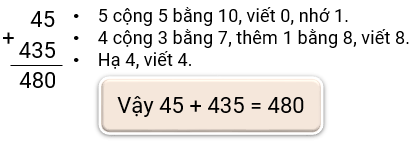 45
+
435
480
• 5 cộng 5 bằng 10, viết 0, nhớ 1.
• 4 cộng 3 bằng 7, thêm 1 bằng 8, viết 8.
• Hạ 4, viết 4.
Vậy 45 + 435 = 480